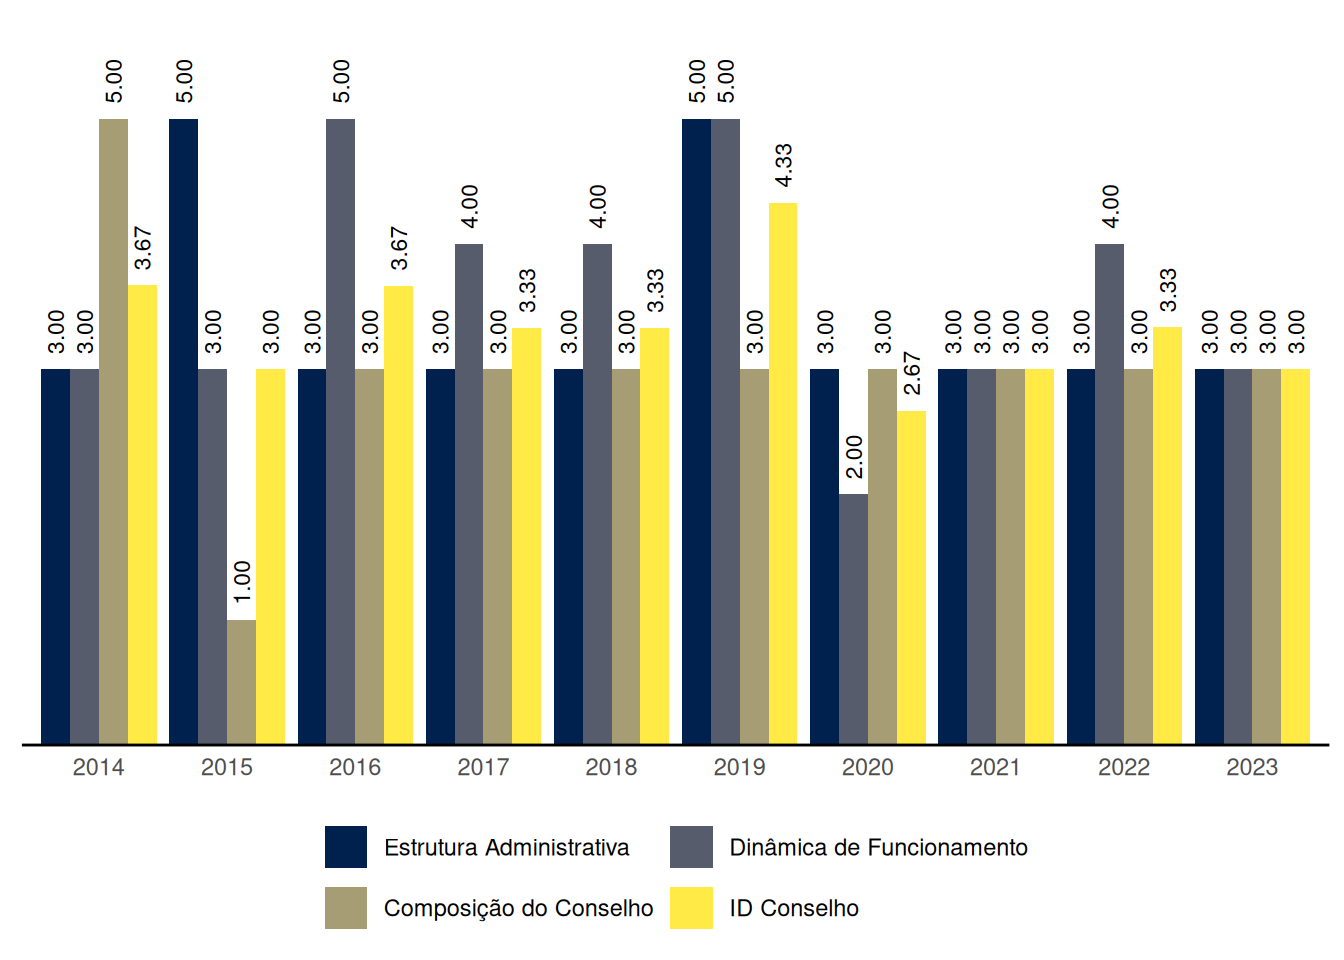 3.00 3.00 5.00 3.67
5.00 3.00 1.00 3.00
3.00 5.00 3.00 3.67
3.00 4.00 3.00 3.33
3.00 4.00 3.00 3.33
5.00 5.00 3.00 4.33
3.00 2.00 3.00 2.67
3.00 3.00 3.00 3.00
3.00 4.00 3.00 3.33
3.00 3.00 3.00 3.00
2014 2015 2016 2017 2018 2019 2020 2021 2022 2023
Estrutura Administrativa Dinâmica de Funcionamento
Composição do Conselho ID Conselho